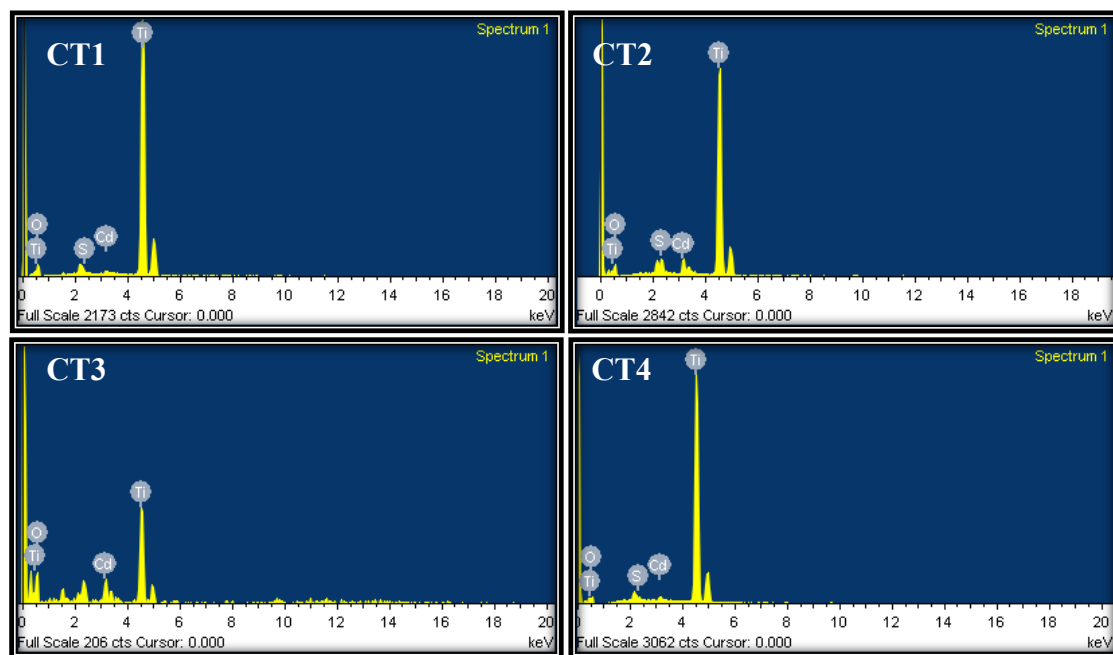 CT1
Spectrum 1
Ti
O
Ti
S
Cd
0 2 4 6 8 10 12 14 16 18 20
Full Scale 2173 cts Cursor: 0.000 keV
CT2
Spectrum 1
Ti
O
Ti
S
Cd
0 2 4 6 8 10 12 14 16 18
Full Scale 2842 cts Cursor: 0.000 keV
CT3
Spectrum 1
Ti
O
Ti
Cd
0 2 4 6 8 10 12 14 16 18 20
Full Scale 206 cts Cursor: 0.000 keV
CT4
Spectrum 1
Ti
O
Ti
S
Cd
2 4 6 8 10 12 14 16 18 20
Full Scale 3062 cts Cursor: 0.000 keV